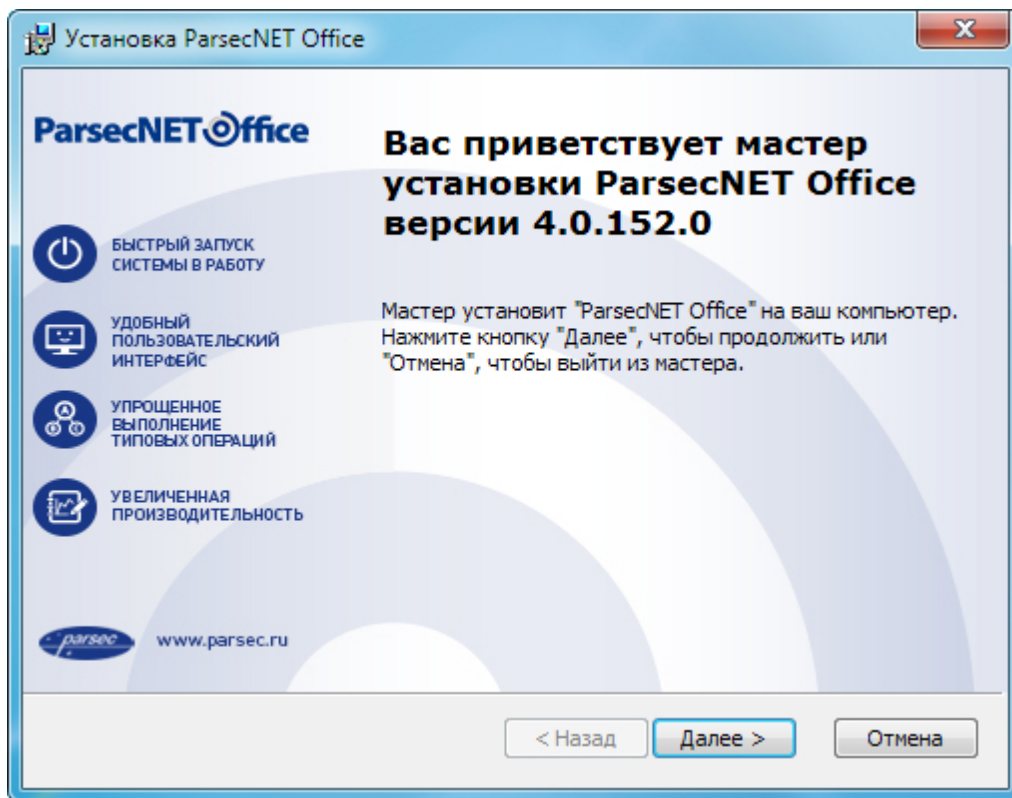 Установка ParsecNET Office
ParsecNET Office
Вас приветствует мастер
установки ParsecNET Office
версии 4.0.152.0
БЫСТРЫЙ ЗАПУСК
СИСТЕМЫ В РАБОТУ
УДОБНЫЙ
ПОЛЬЗОВАТЕЛЬСКИЙ
ИНТЕРФЕЙС
УПРОЩЕННОЕ
ВЫПОЛНЕНИЕ
ТИПОВЫХ ОПЕРАЦИЙ
УВЕЛИЧЕННАЯ
ПРОИЗВОДИТЕЛЬНОСТЬ
Мастер установит "ParsecNET Office" на ваш компьютер.
Нажмите кнопку "Далее", чтобы продолжить или
"Отмена", чтобы выйти из мастера.
parsec
www.parsec.ru
< Назад
Далее >
Отмена